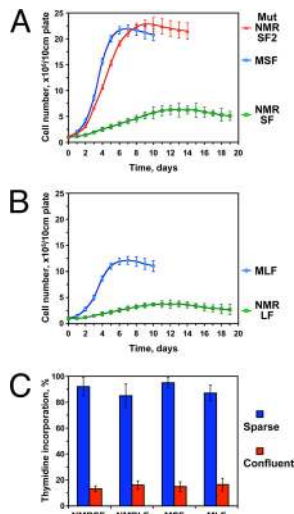 A
Cell number, x10⁶/10cm plate
25
20
15
10
5
0
0 2 4 6 8 10 12 14 16 18 20
Time, days
Mut
NMR
SF2
MSF
NMR
SF
B
Cell number, x10⁶/10cm plate
25
20
15
10
5
0
0 2 4 6 8 10 12 14 16 18 20
Time, days
MLF
NMR
LF
C
Thymidine incorporation, %
100
80
60
40
20
0
Sparse
Confluent